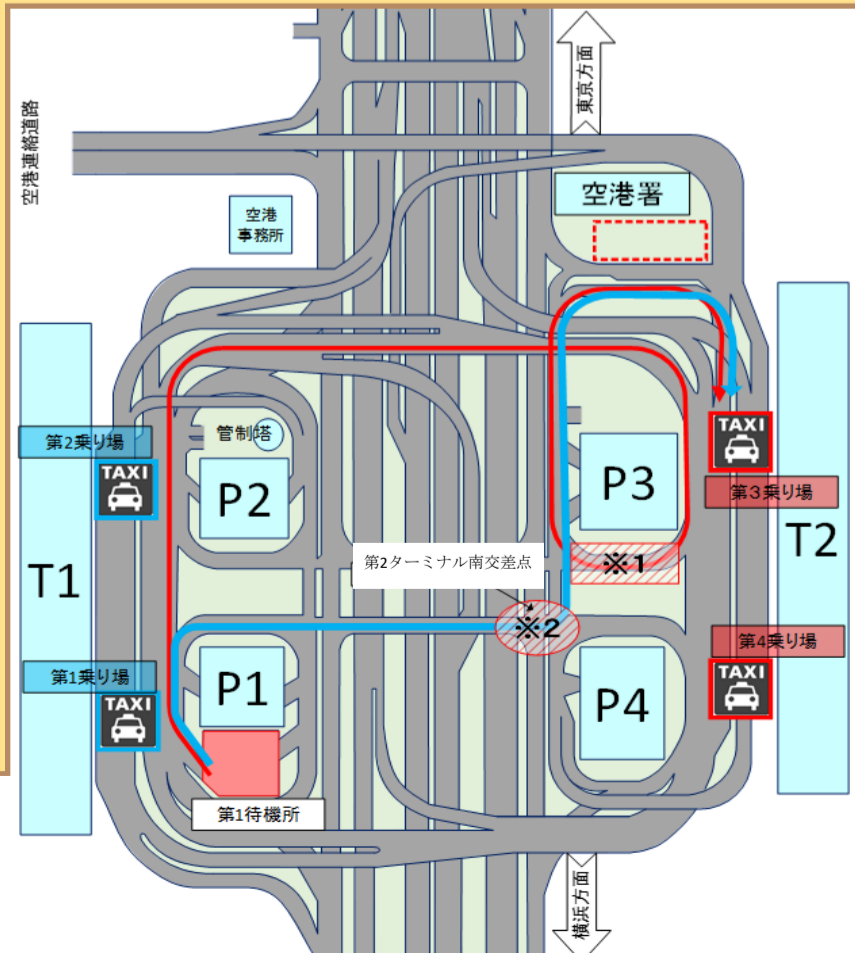 東京方面
空港連絡道路
空港署
空港
事務所
管制塔
第2乗り場
TAXI
P2
P3
TAXI
第3乗り場
T1
T2
第2ターミナル南交差点
※1
※2
第1乗り場
TAXI
P1
P4
第4乗り場
TAXI
第1待機所
横浜方面